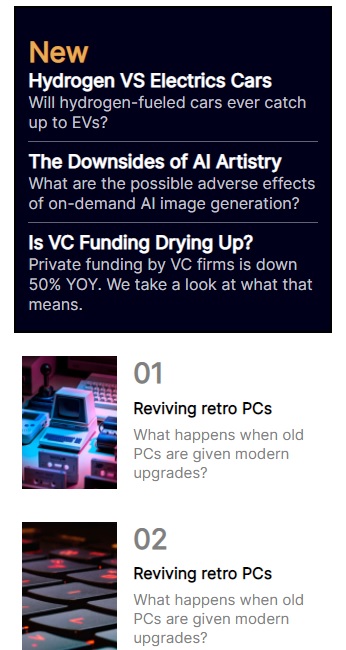 New
Hydrogen VS Electrics Cars
Will hydrogen-fueled cars ever catch
up to EVs?
The Downsides of AI Artistry
What are the possible adverse effects
of on-demand AI image generation?
Is VC Funding Drying Up?
Private funding by VC firms is down
50% YOY. We take a look at what that
means.
01
Reviving retro PCs
What happens when old
PCs are given modern
upgrades?
02
Reviving retro PCs
What happens when old
PCs are given modern
upgrades?